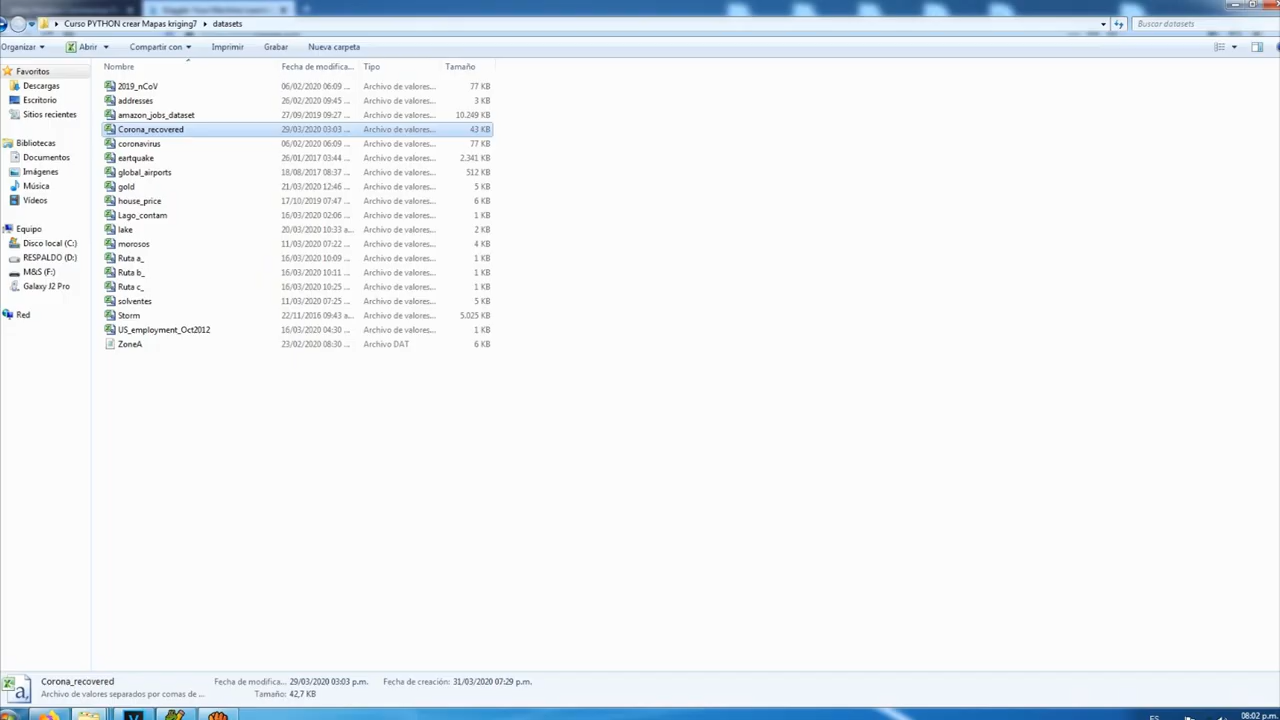 Curso PYTHON crear Mapas kriging7 ▸ datasets
Buscar datasets
Organizar Abrir Compartir con Imprimir Grabar Nueva carpeta
Nombre Fecha de modifica... Tipo Tamaño
Favoritos
Descargas
Escritorio
Sitios recientes
Bibliotecas
Documentos
Imágenes
Música
Vídeos
Equipo
Disco local (C:)
RESPALDO (D:)
M&S (F:)
Galaxy J2 Pro
Red
2019_nCoV 06/02/2020 06:09 ... Archivo de valores... 77 KB
addresses 26/02/2020 09:45 ... Archivo de valores... 3 KB
amazon_jobs_dataset 27/09/2019 09:27 ... Archivo de valores... 10.249 KB
Corona_recovered 29/03/2020 03:03 ... Archivo de valores... 43 KB
coronavirus 06/02/2020 06:09 ... Archivo de valores... 77 KB
eartquake 26/01/2017 03:44 ... Archivo de valores... 2.341 KB
global_airports 18/08/2017 08:37 ... Archivo de valores... 512 KB
gold 21/03/2020 12:46 ... Archivo de valores... 5 KB
house_price 17/10/2019 07:47 ... Archivo de valores... 6 KB
Lago_contam 16/03/2020 02:06 ... Archivo de valores... 1 KB
lake 20/03/2020 10:33 a... Archivo de valores... 2 KB
morosos 11/03/2020 07:22 ... Archivo de valores... 4 KB
Ruta a_ 16/03/2020 10:09 ... Archivo de valores... 1 KB
Ruta b_ 16/03/2020 10:11 ... Archivo de valores... 1 KB
Ruta c_ 16/03/2020 10:25 ... Archivo de valores... 1 KB
solventes 11/03/2020 07:25 ... Archivo de valores... 5 KB
Storm 22/11/2016 09:43 a... Archivo de valores... 5.025 KB
US_employment_Oct2012 16/03/2020 04:30 ... Archivo de valores... 1 KB
ZoneA 23/02/2020 08:30 ... Archivo DAT 6 KB
Corona_recovered Fecha de modifica... 29/03/2020 03:03 p.m. Fecha de creación: 31/03/2020 07:29 p.m.
Archivo de valores separados por comas de ... Tamaño: 42,7 KB
ES 08:02 p.m.